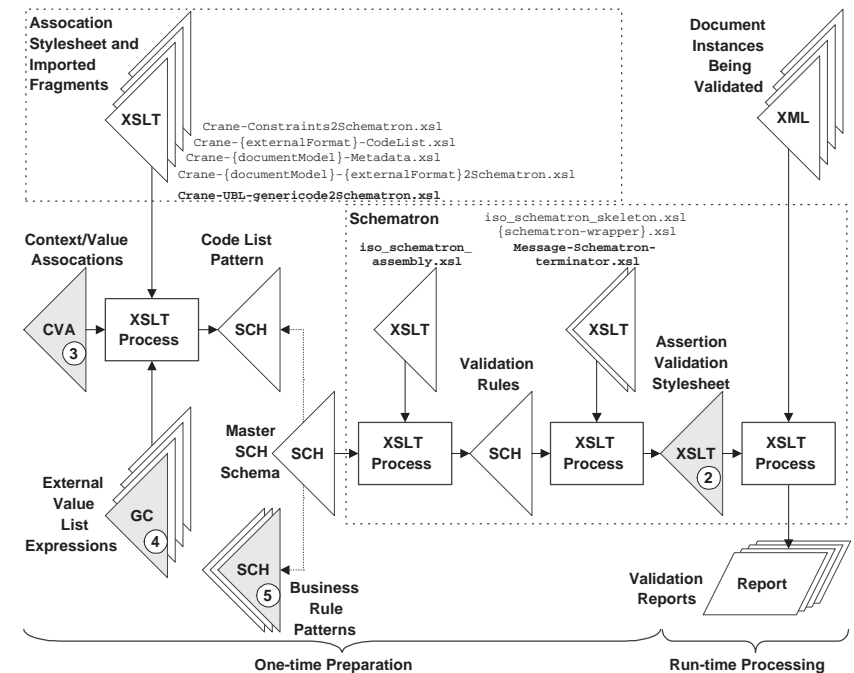 Assocation
Stylesheet and
Imported
Fragments
XSLT
Crane-Constraints2Schematron.xsl
Crane-{externalFormat}-CodeList.xsl
Crane-{documentModel}-Metadata.xsl
Crane-{documentModel}-{externalFormat}2Schematron.xsl
Crane-UBL-genericode2Schematron.xsl
Document
Instances
Being
Validated
XML
Schematron
iso_schematron_skeleton.xsl
{schematron-wrapper}.xsl
Message-Schematron-
terminator.xsl
iso_schematron_
assembly.xsl
Context/Value
Assocations
Code List
Pattern
CVA
3
XSLT
Process
SCH
XSLT
XSLT
Validation
Rules
Assertion
Validation
Stylesheet
Master
SCH
Schema
SCH
XSLT
Process
SCH
XSLT
Process
XSLT
2
XSLT
Process
External
Value
List
Expressions
GC
4
SCH
5
Business
Rule
Patterns
Validation
Reports
Report
One-time Preparation
Run-time Processing